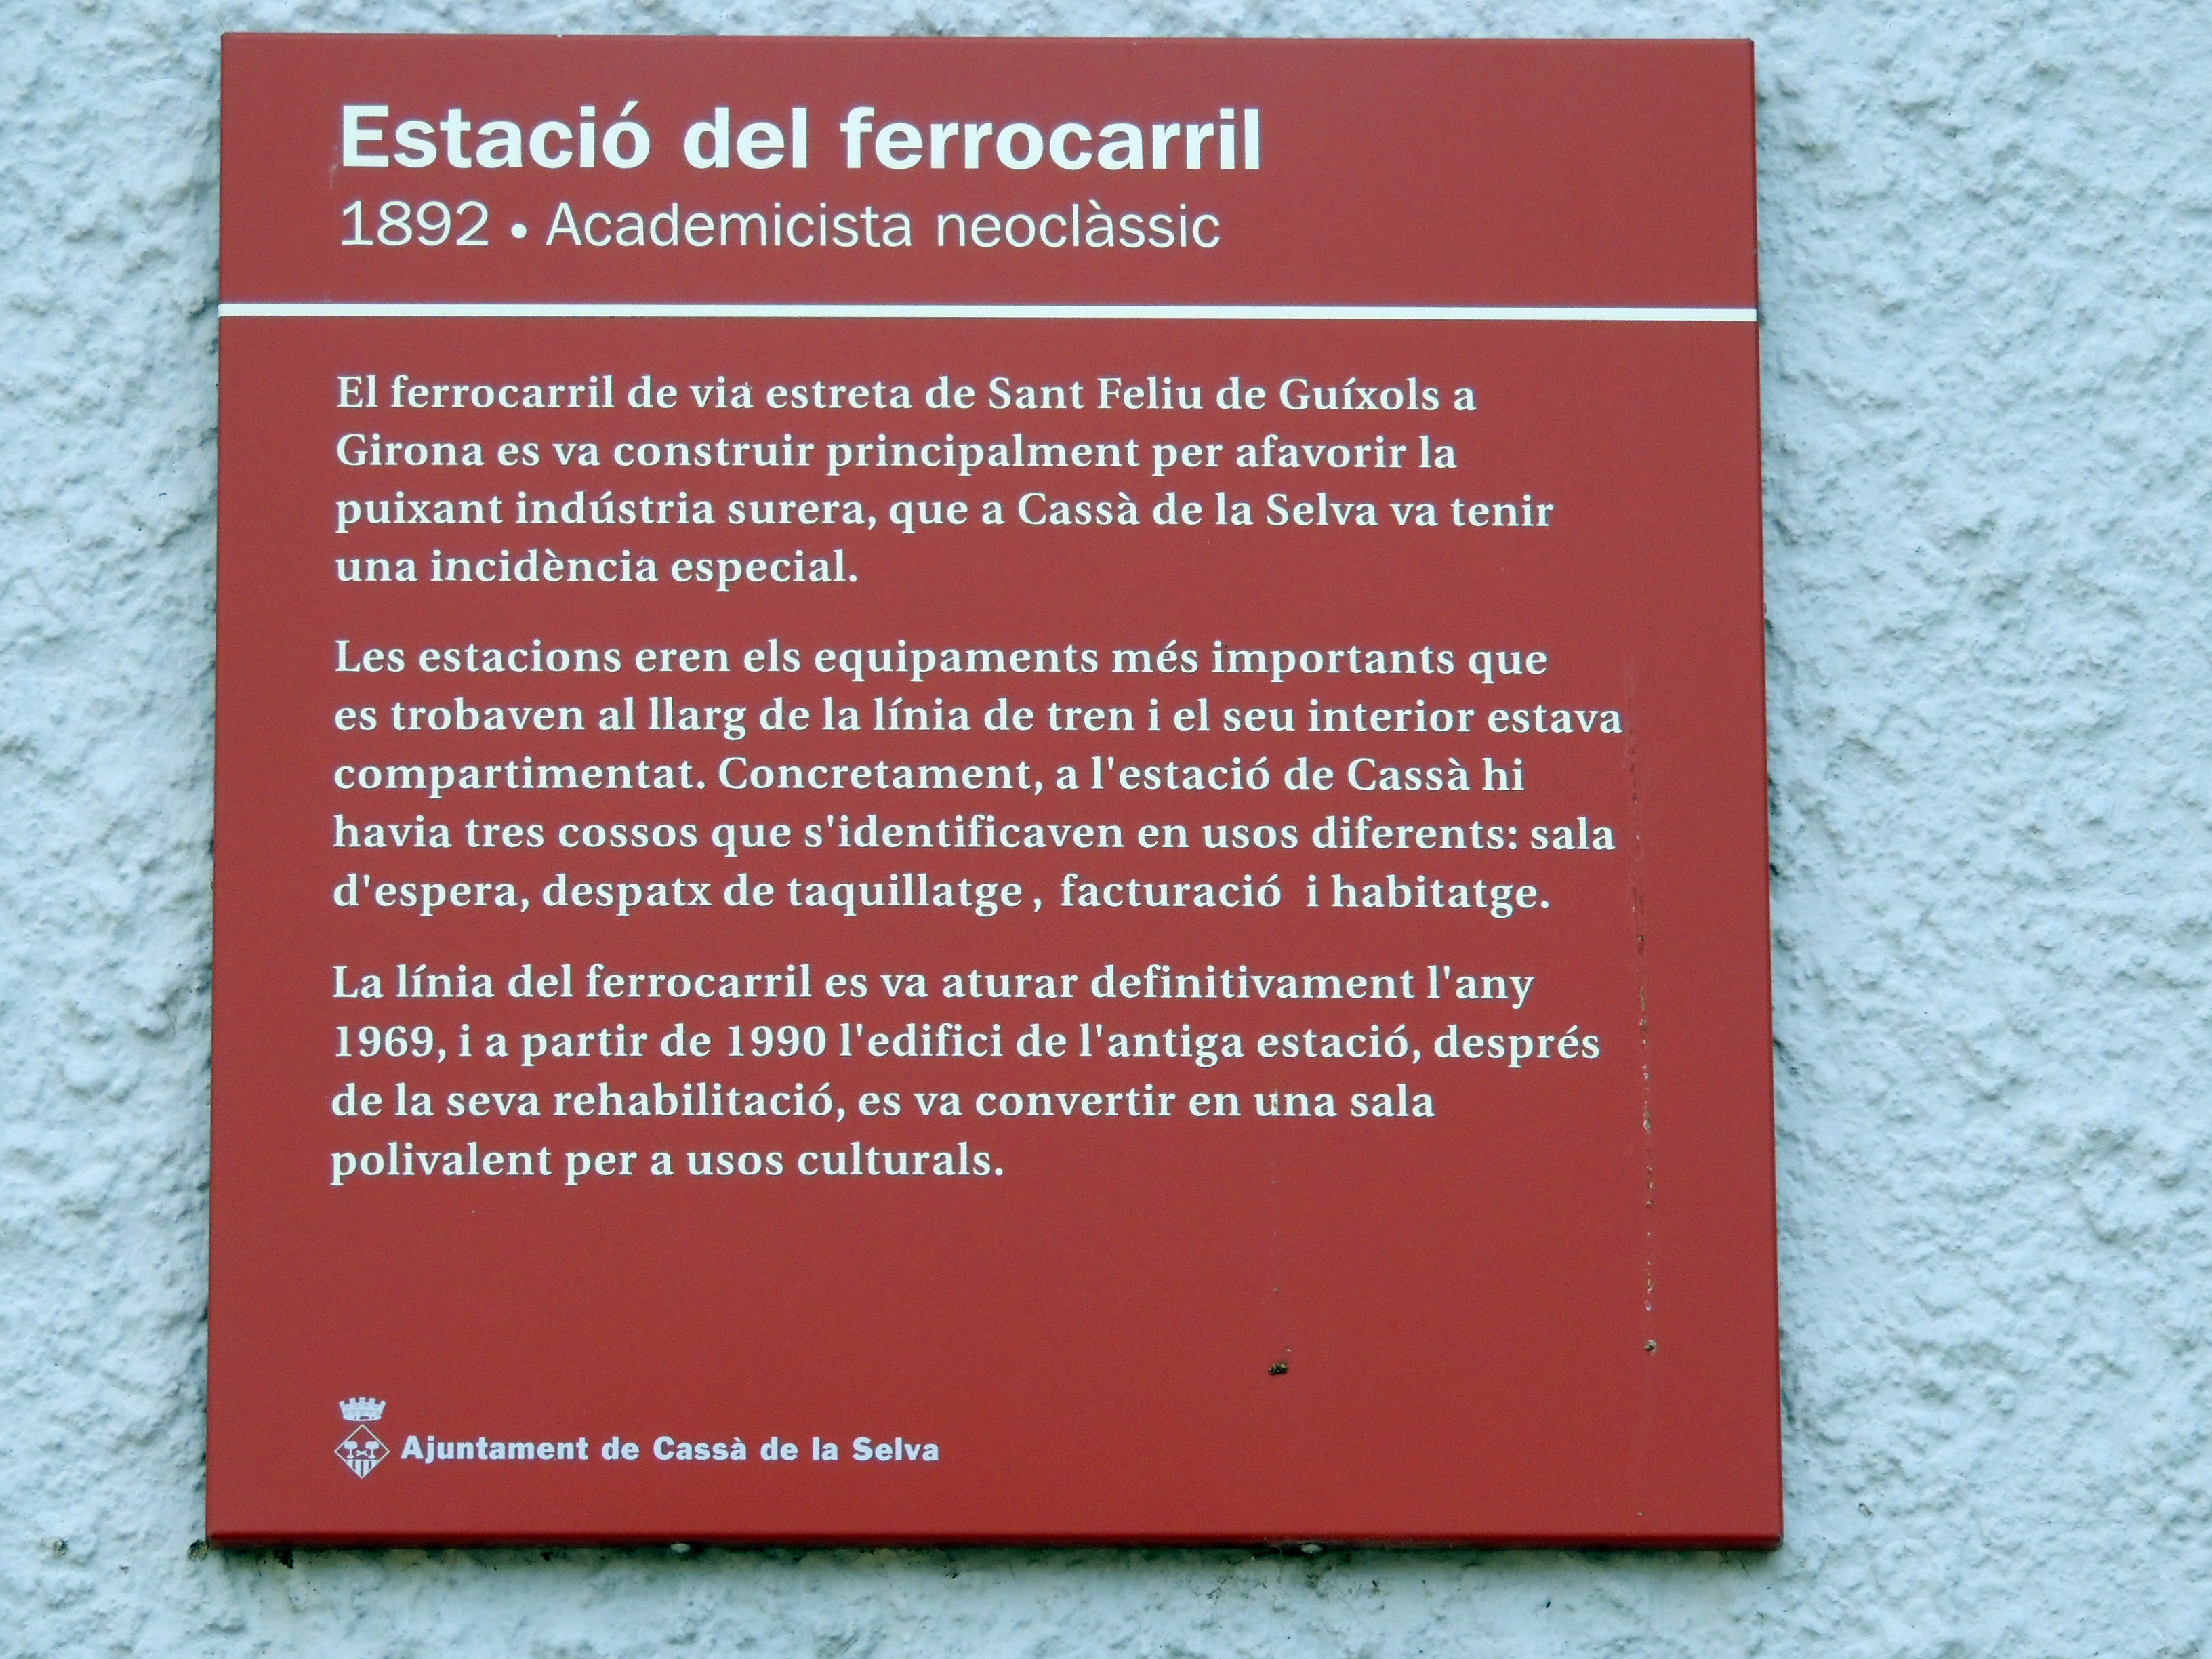 Estació del ferrocarril
1892 • Academicista neoclàssic
El ferrocarril de via estreta de Sant Feliu de Guíxols a
Girona es va construir principalment per afavorir la
puixant indústria surera, que a Cassà de la Selva va tenir
una incidència especial.
Les estacions eren els equipaments més importants que
es trobaven al llarg de la línia de tren i el seu interior estava
compartimentat. Concretament, a l'estació de Cassà hi
havia tres cossos que s'identificaven en usos diferents: sala
d'espera, despatx de taquillatge , facturació i habitatge.
La línia del ferrocarril es va aturar definitivament l'any
1969, i a partir de 1990 l'edifici de l'antiga estació, després
de la seva rehabilitació, es va convertir en una sala
polivalent per a usos culturals.
Ajuntament de Cassà de la Selva